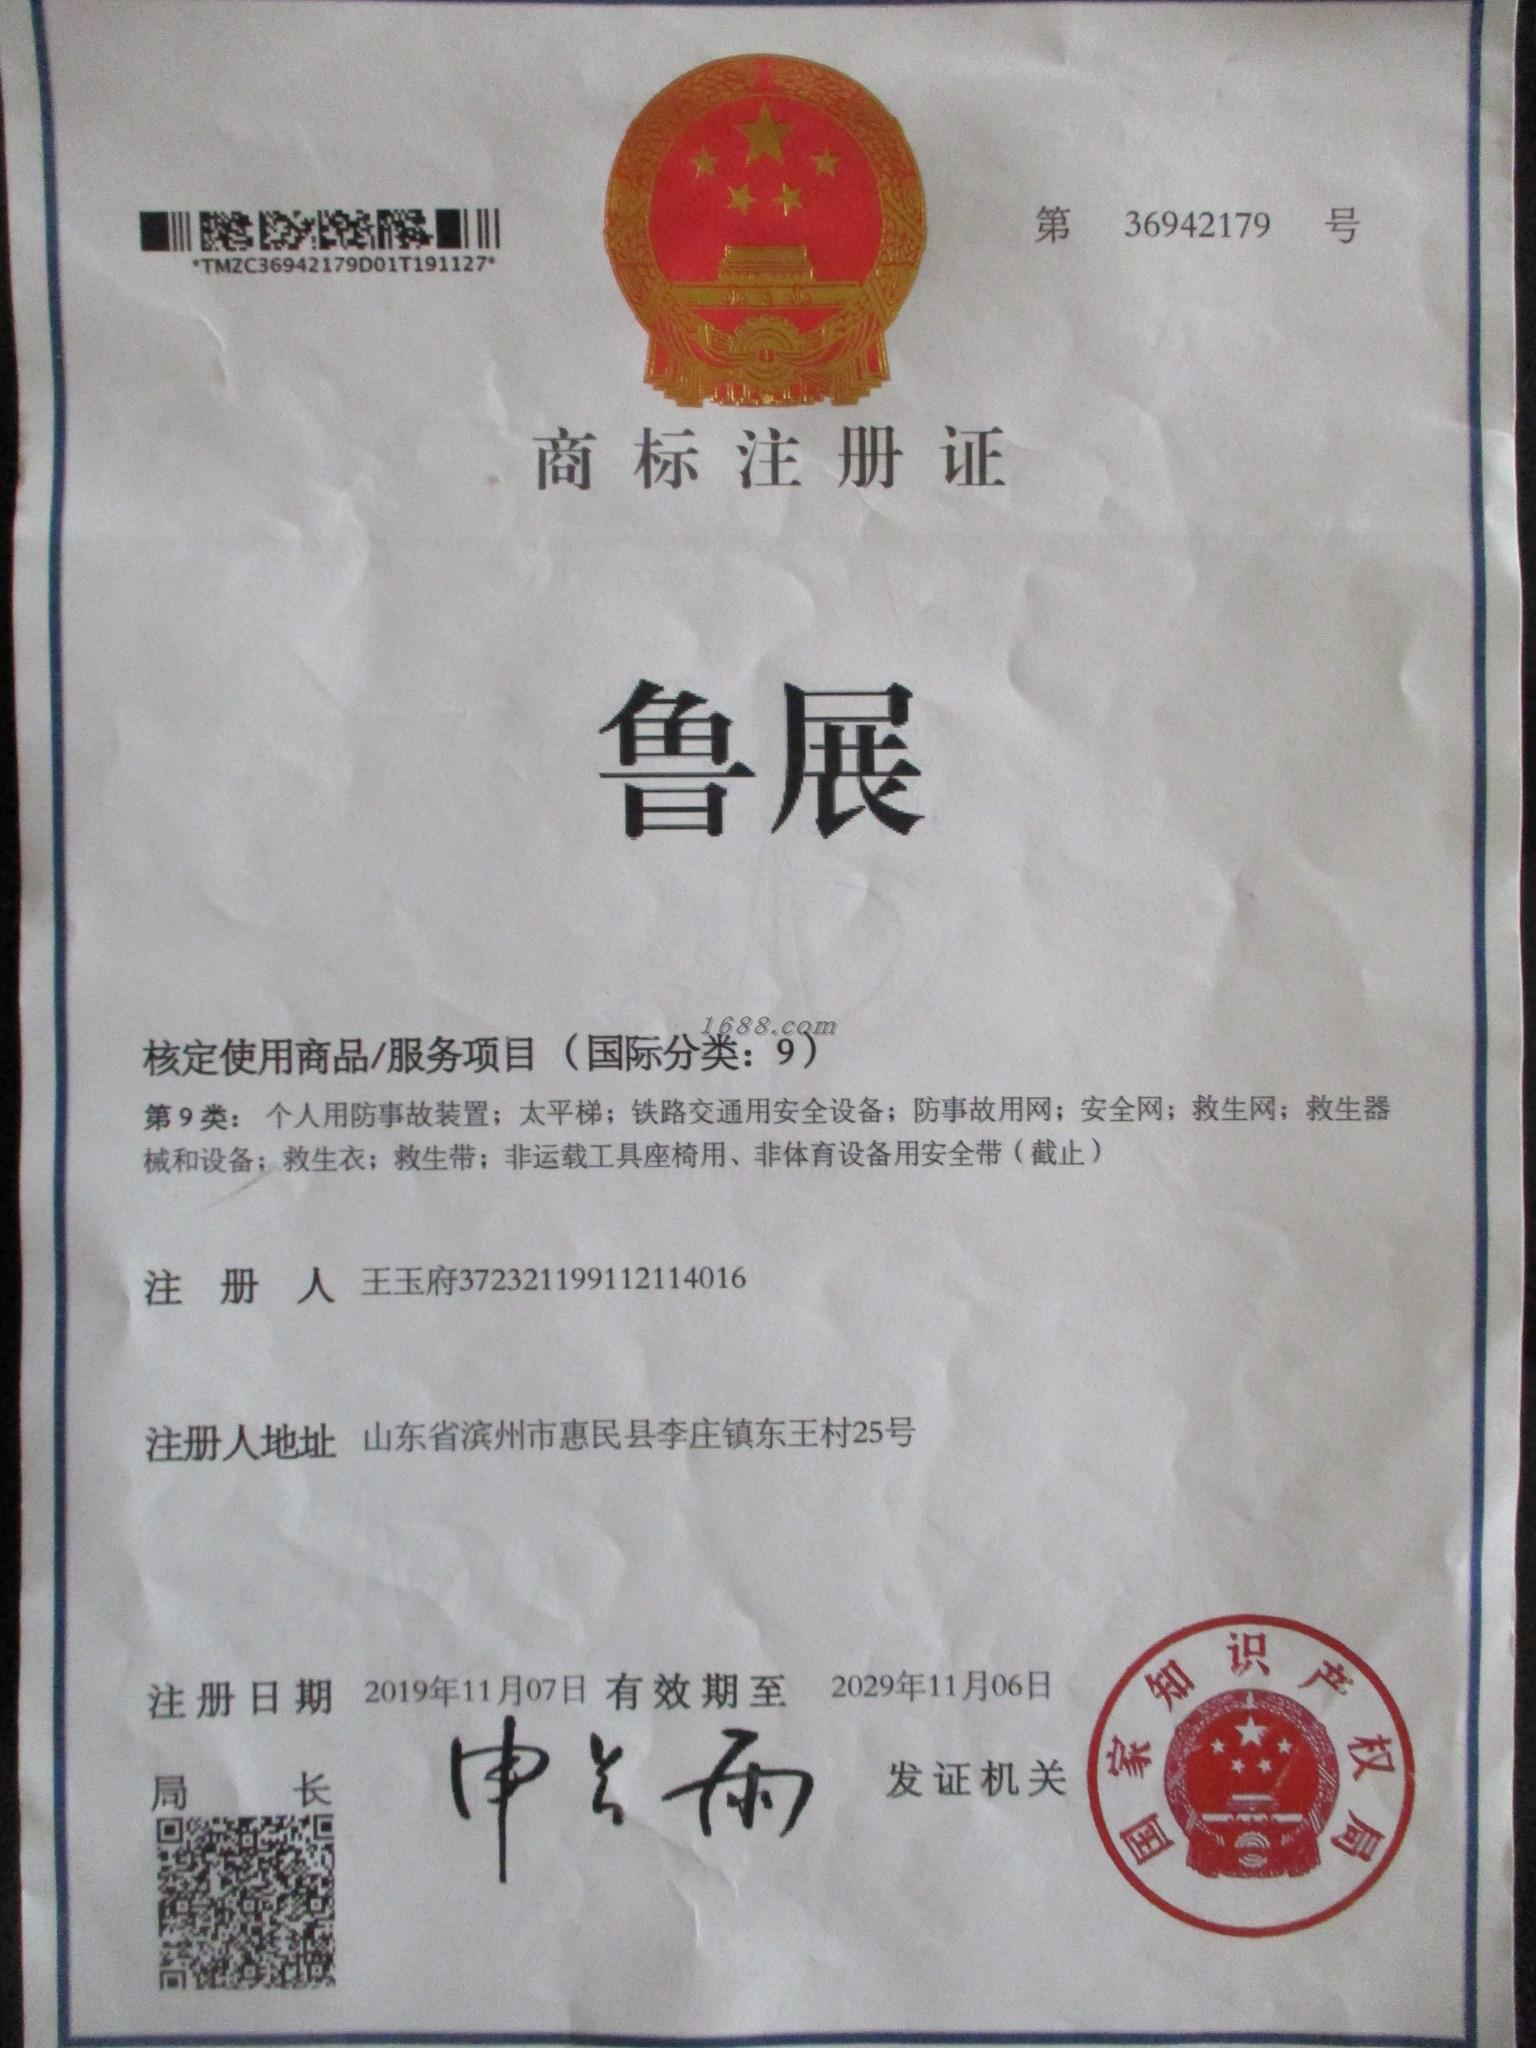 *TMZC36942179D01T191127*
第 36942179 号
商标注册证
鲁展
1688.com
核定使用商品/服务项目（国际分类：9）
第9类：个人用防事故装置；太平梯；铁路交通用安全设备；防事故用网；安全网；救生网；救生器
械和设备；救生衣；救生带；非运载工具座椅用、非体育设备用安全带（截止）
注册人 王玉府372321199112114016
注册人地址 山东省滨州市惠民县李庄镇东王村25号
注册日期 2019年11月07日 有效期至 2029年11月06日
局长 申长雨 发证机关
国家知识产权局